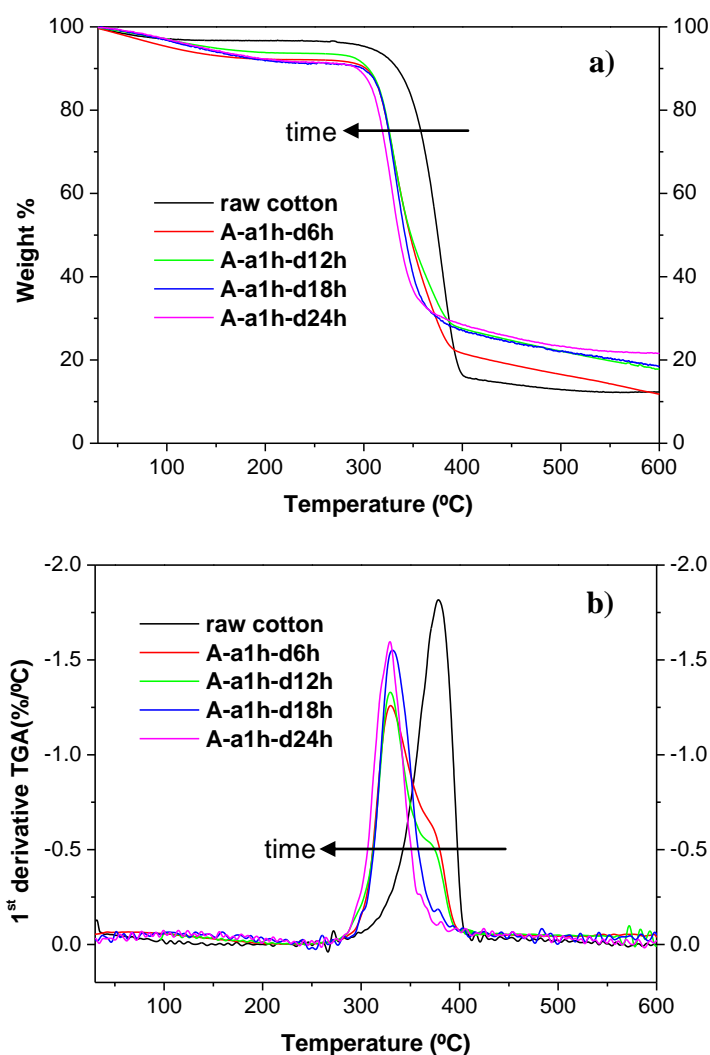 100
100
a)
80
80
time
60
60
raw cotton
A-a1h-d6h
A-a1h-d12h
A-a1h-d18h
A-a1h-d24h
40
40
20
20
0
0
100 200 300 400 500 600
Weight %
Temperature (ºC)
-2.0
-2.0
b)
raw cotton
A-a1h-d6h
A-a1h-d12h
A-a1h-d18h
A-a1h-d24h
-1.5
-1.5
-1.0
-1.0
time
-0.5
-0.5
0.0
0.0
100 200 300 400 500 600
1st derivative TGA(%/ºC)
Temperature (ºC)